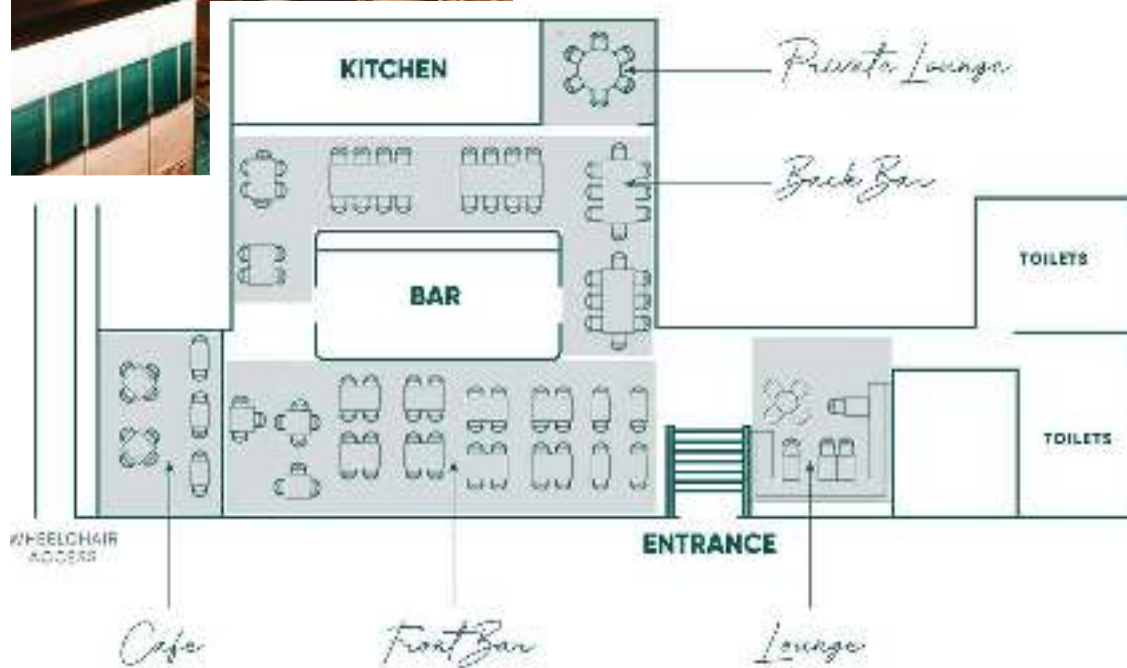 KITCHEN
Private Lounge
Back Bar
TOILETS
BAR
TOILETS
WHEELCHAIR
ACCESS
ENTRANCE
Cafe
Front Bar
Lounge